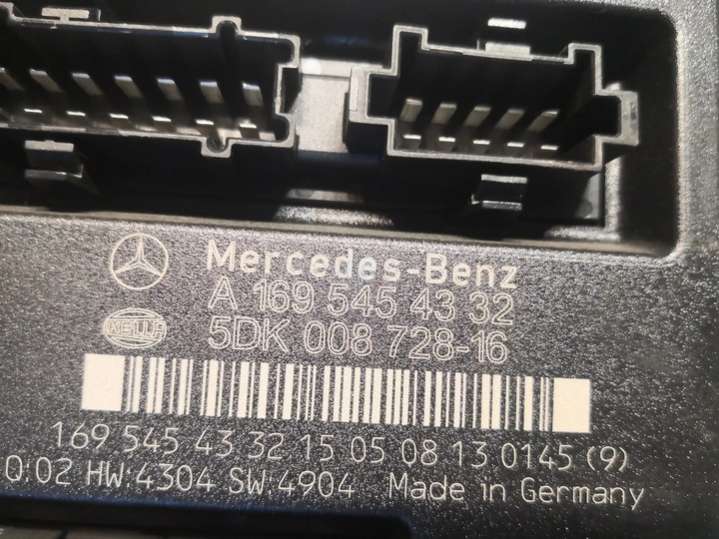 Mercedes-Benz
A 169 545 43 32
HELLA
5DK 008 728-16
169 545 43 32 15 05 08 13 0145 (9)
Q:02 HW:4304 SW:4904 Made in Germany